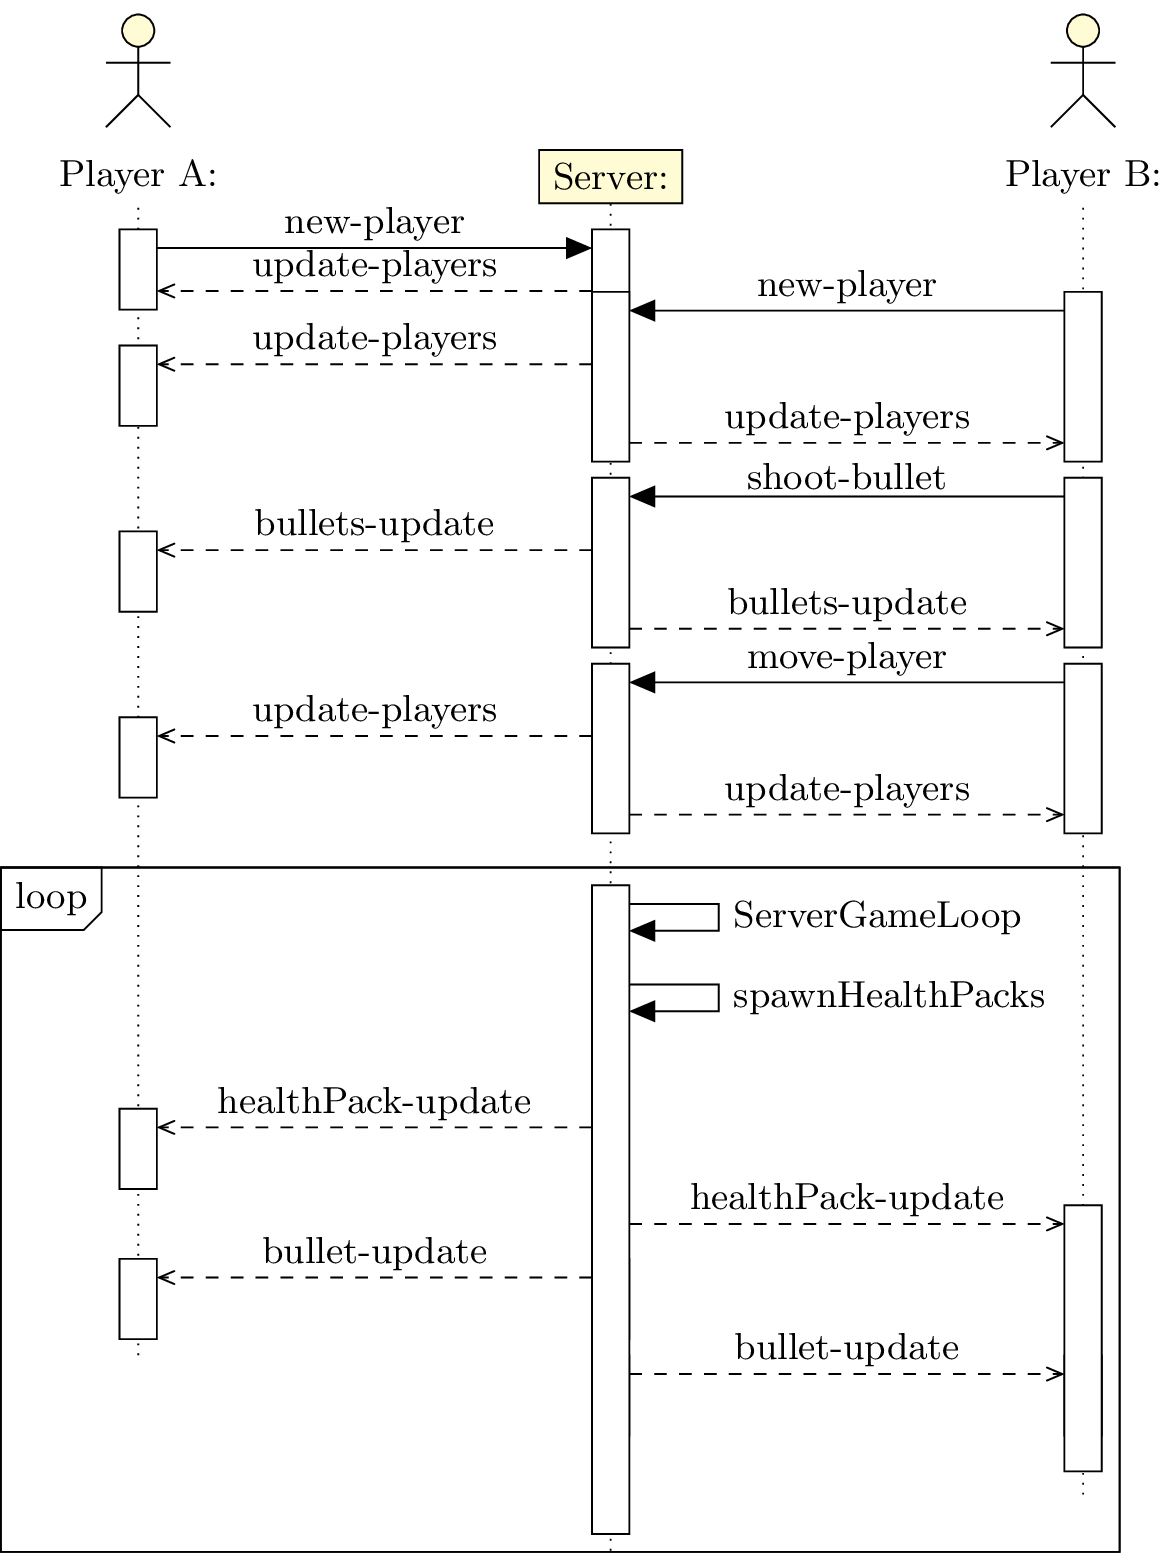 Player A:
Server:
Player B:
new-player
update-players
new-player
update-players
update-players
shoot-bullet
bullets-update
bullets-update
move-player
update-players
update-players
loop
ServerGameLoop
spawnHealthPacks
healthPack-update
healthPack-update
bullet-update
bullet-update